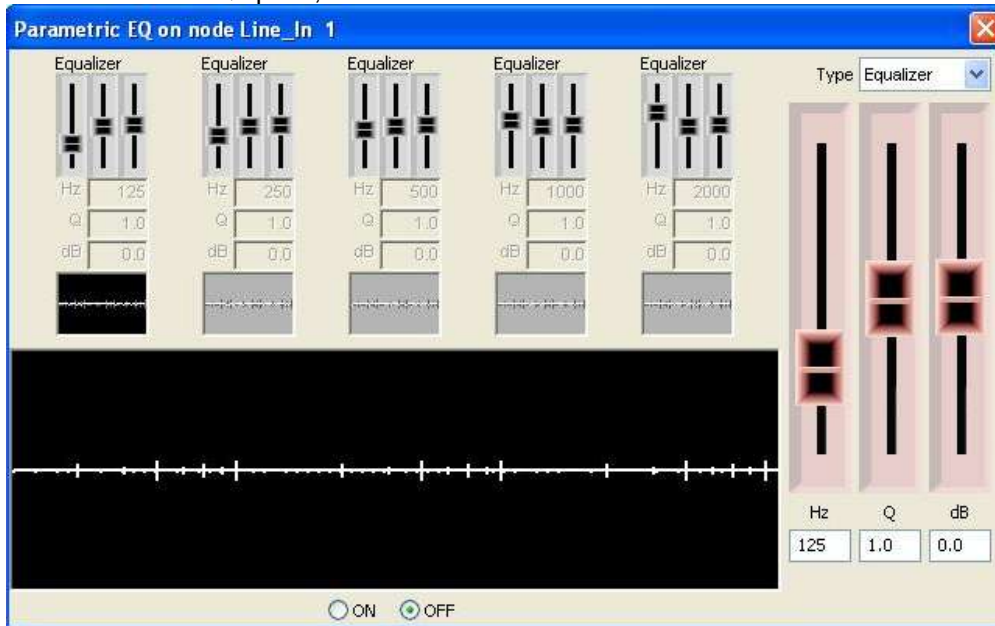 Parametric EQ on node Line_In 1
Equalizer Equalizer Equalizer Equalizer Equalizer
Type Equalizer
Hz 125 Hz 250 Hz 500 Hz 1000 Hz 2000
Q 1.0 Q 1.0 Q 1.0 Q 1.0 Q 1.0
dB 0.0 dB 0.0 dB 0.0 dB 0.0 dB 0.0
Hz Q dB
125 1.0 0.0
ON OFF